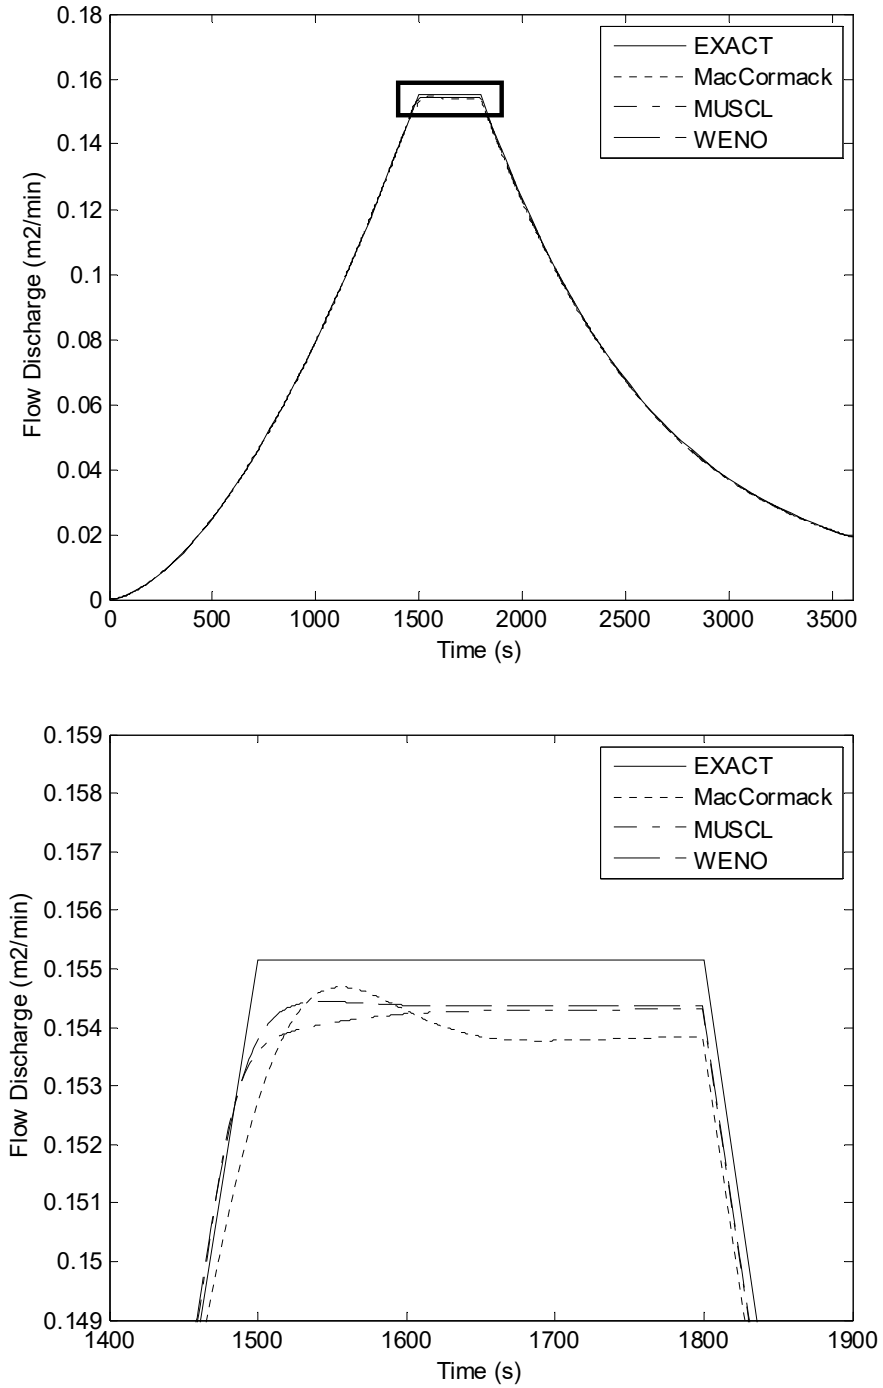 0.18
0.16
0.14
0.12
0.1
0.08
0.06
0.04
0.02
0
Flow Discharge (m2/min)
EXACT
MacCormack
MUSCL
WENO
0 500 1000 1500 2000 2500 3000 3500
Time (s)
0.159
0.158
0.157
0.156
0.155
0.154
0.153
0.152
0.151
0.15
0.149
Flow Discharge (m2/min)
EXACT
MacCormack
MUSCL
WENO
1400 1500 1600 1700 1800 1900
Time (s)